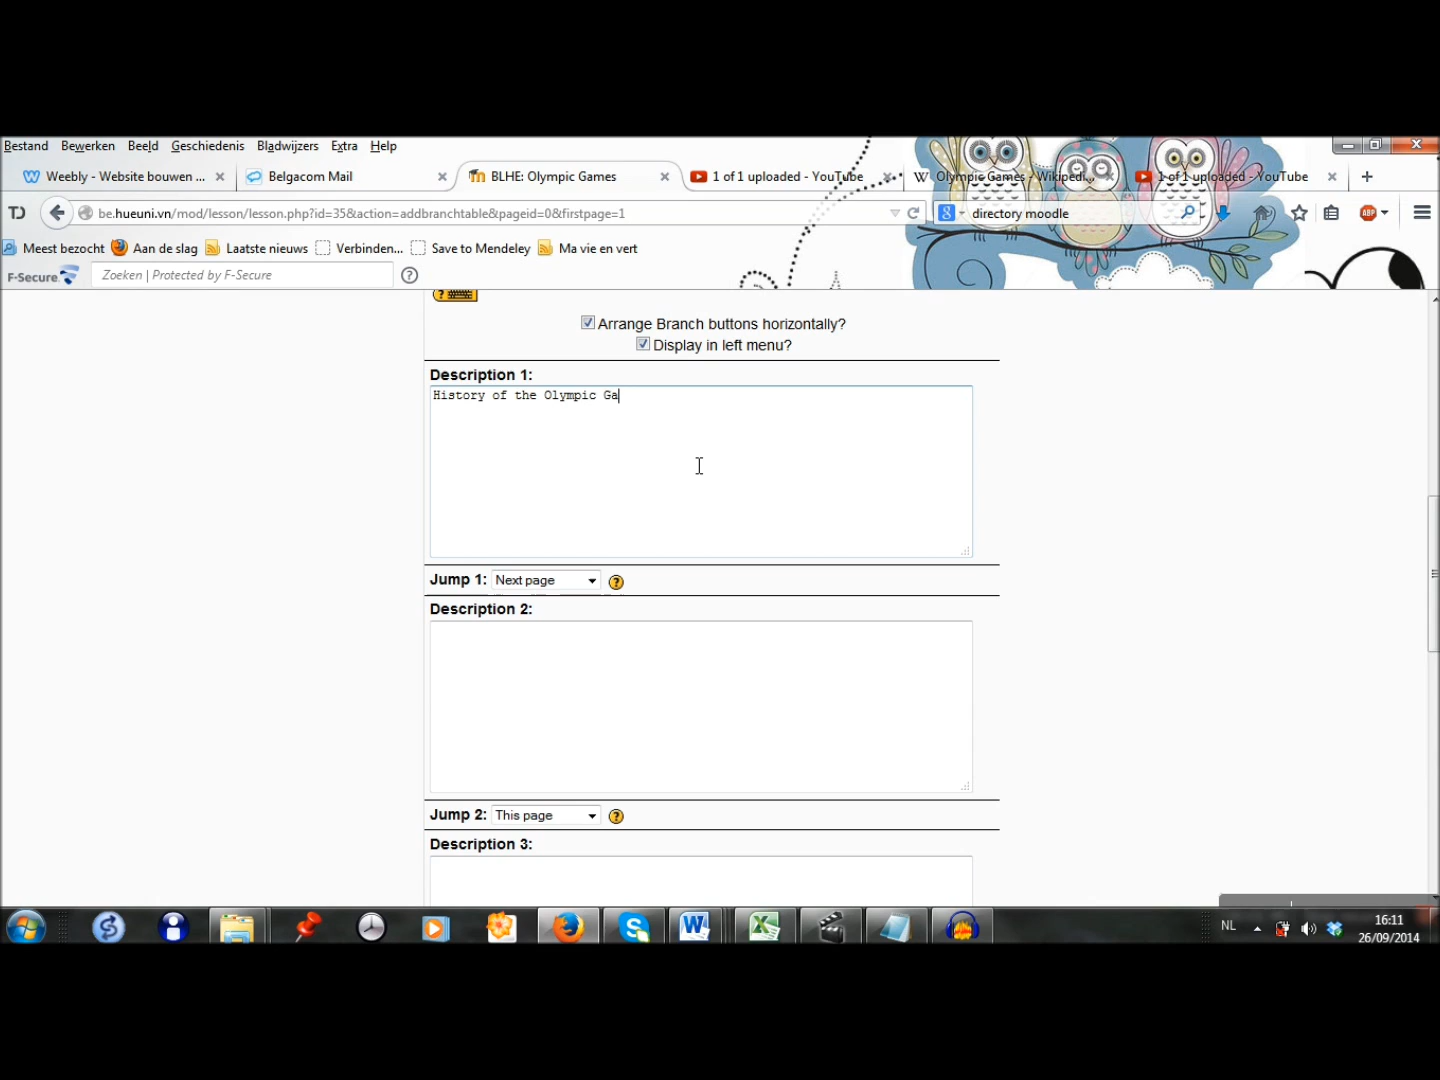 Bestand Bewerken Beeld Geschiedenis Bladwijzers Extra Help
Weebly - Website bouwen ... Belgacom Mail BLHE: Olympic Games 1 of 1 uploaded - YouTube Olympic Games - Wikipedi... 1 of 1 uploaded - YouTube
be.hueuni.vn/mod/lesson/lesson.php?id=35&action=addbranchtable&pageid=0&firstpage=1 directory moodle
Meest bezocht Aan de slag Laatste nieuws Verbinden... Save to Mendeley Ma vie en vert
F-Secure Zoeken | Protected by F-Secure
Arrange Branch buttons horizontally?
Display in left menu?
Description 1:
History of the Olympic Ga
Jump 1: Next page
Description 2:
Jump 2: This page
Description 3:
NL 16:11
26/09/2014